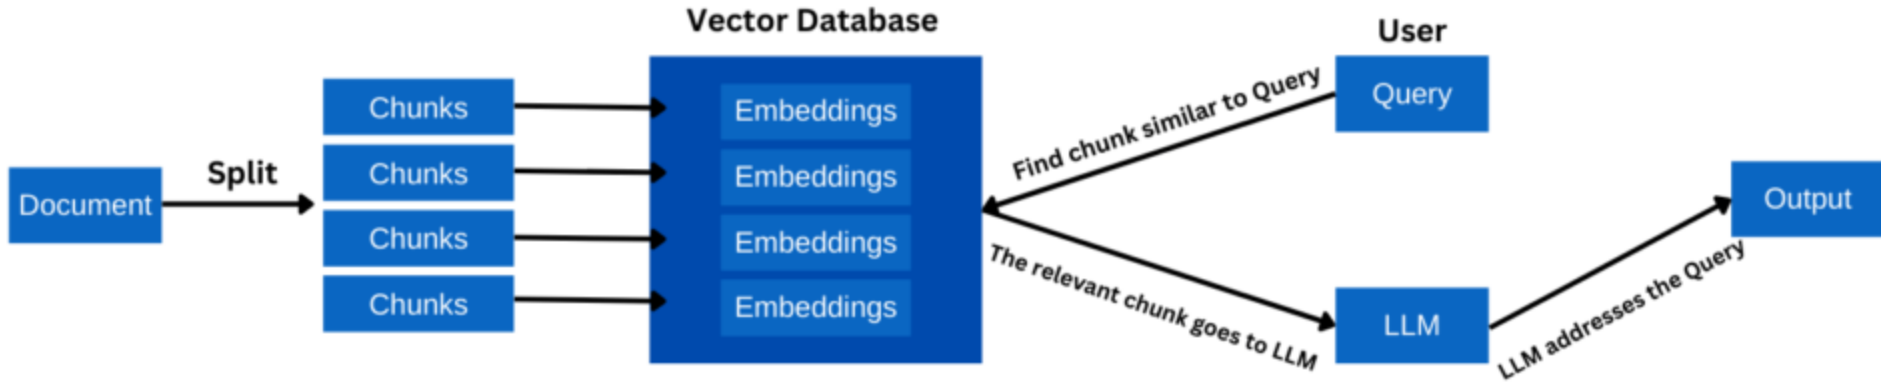 Vector Database
User
Document
Split
Chunks
Chunks
Chunks
Chunks
Embeddings
Embeddings
Embeddings
Embeddings
Find chunk similar to Query
Query
The relevant chunk goes to LLM
LLM
LLM addresses the Query
Output